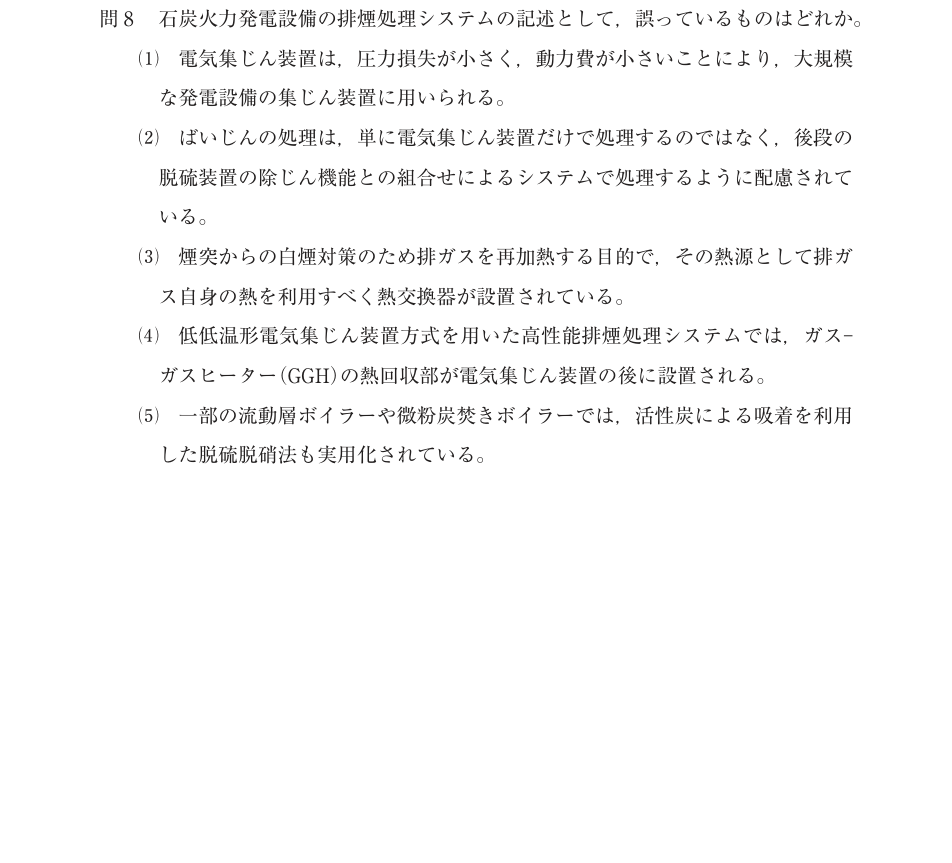 問8　石炭火力発電設備の排煙処理システムの記述として，誤っているものはどれか。
⑴　電気集じん装置は，圧力損失が小さく，動力費が小さいことにより，大規模
な発電設備の集じん装置に用いられる。
⑵　ばいじんの処理は，単に電気集じん装置だけで処理するのではなく，後段の
脱硫装置の除じん機能との組合せによるシステムで処理するように配慮されて
いる。
⑶　煙突からの白煙対策のため排ガスを再加熱する目的で，その熱源として排ガ
ス自身の熱を利用すべく熱交換器が設置されている。
⑷　低低温形電気集じん装置方式を用いた高性能排煙処理システムでは，ガス−
ガスヒーター(GGH)の熱回収部が電気集じん装置の後に設置される。
⑸　一部の流動層ボイラーや微粉炭焚きボイラーでは，活性炭による吸着を利用
した脱硫脱硝法も実用化されている。